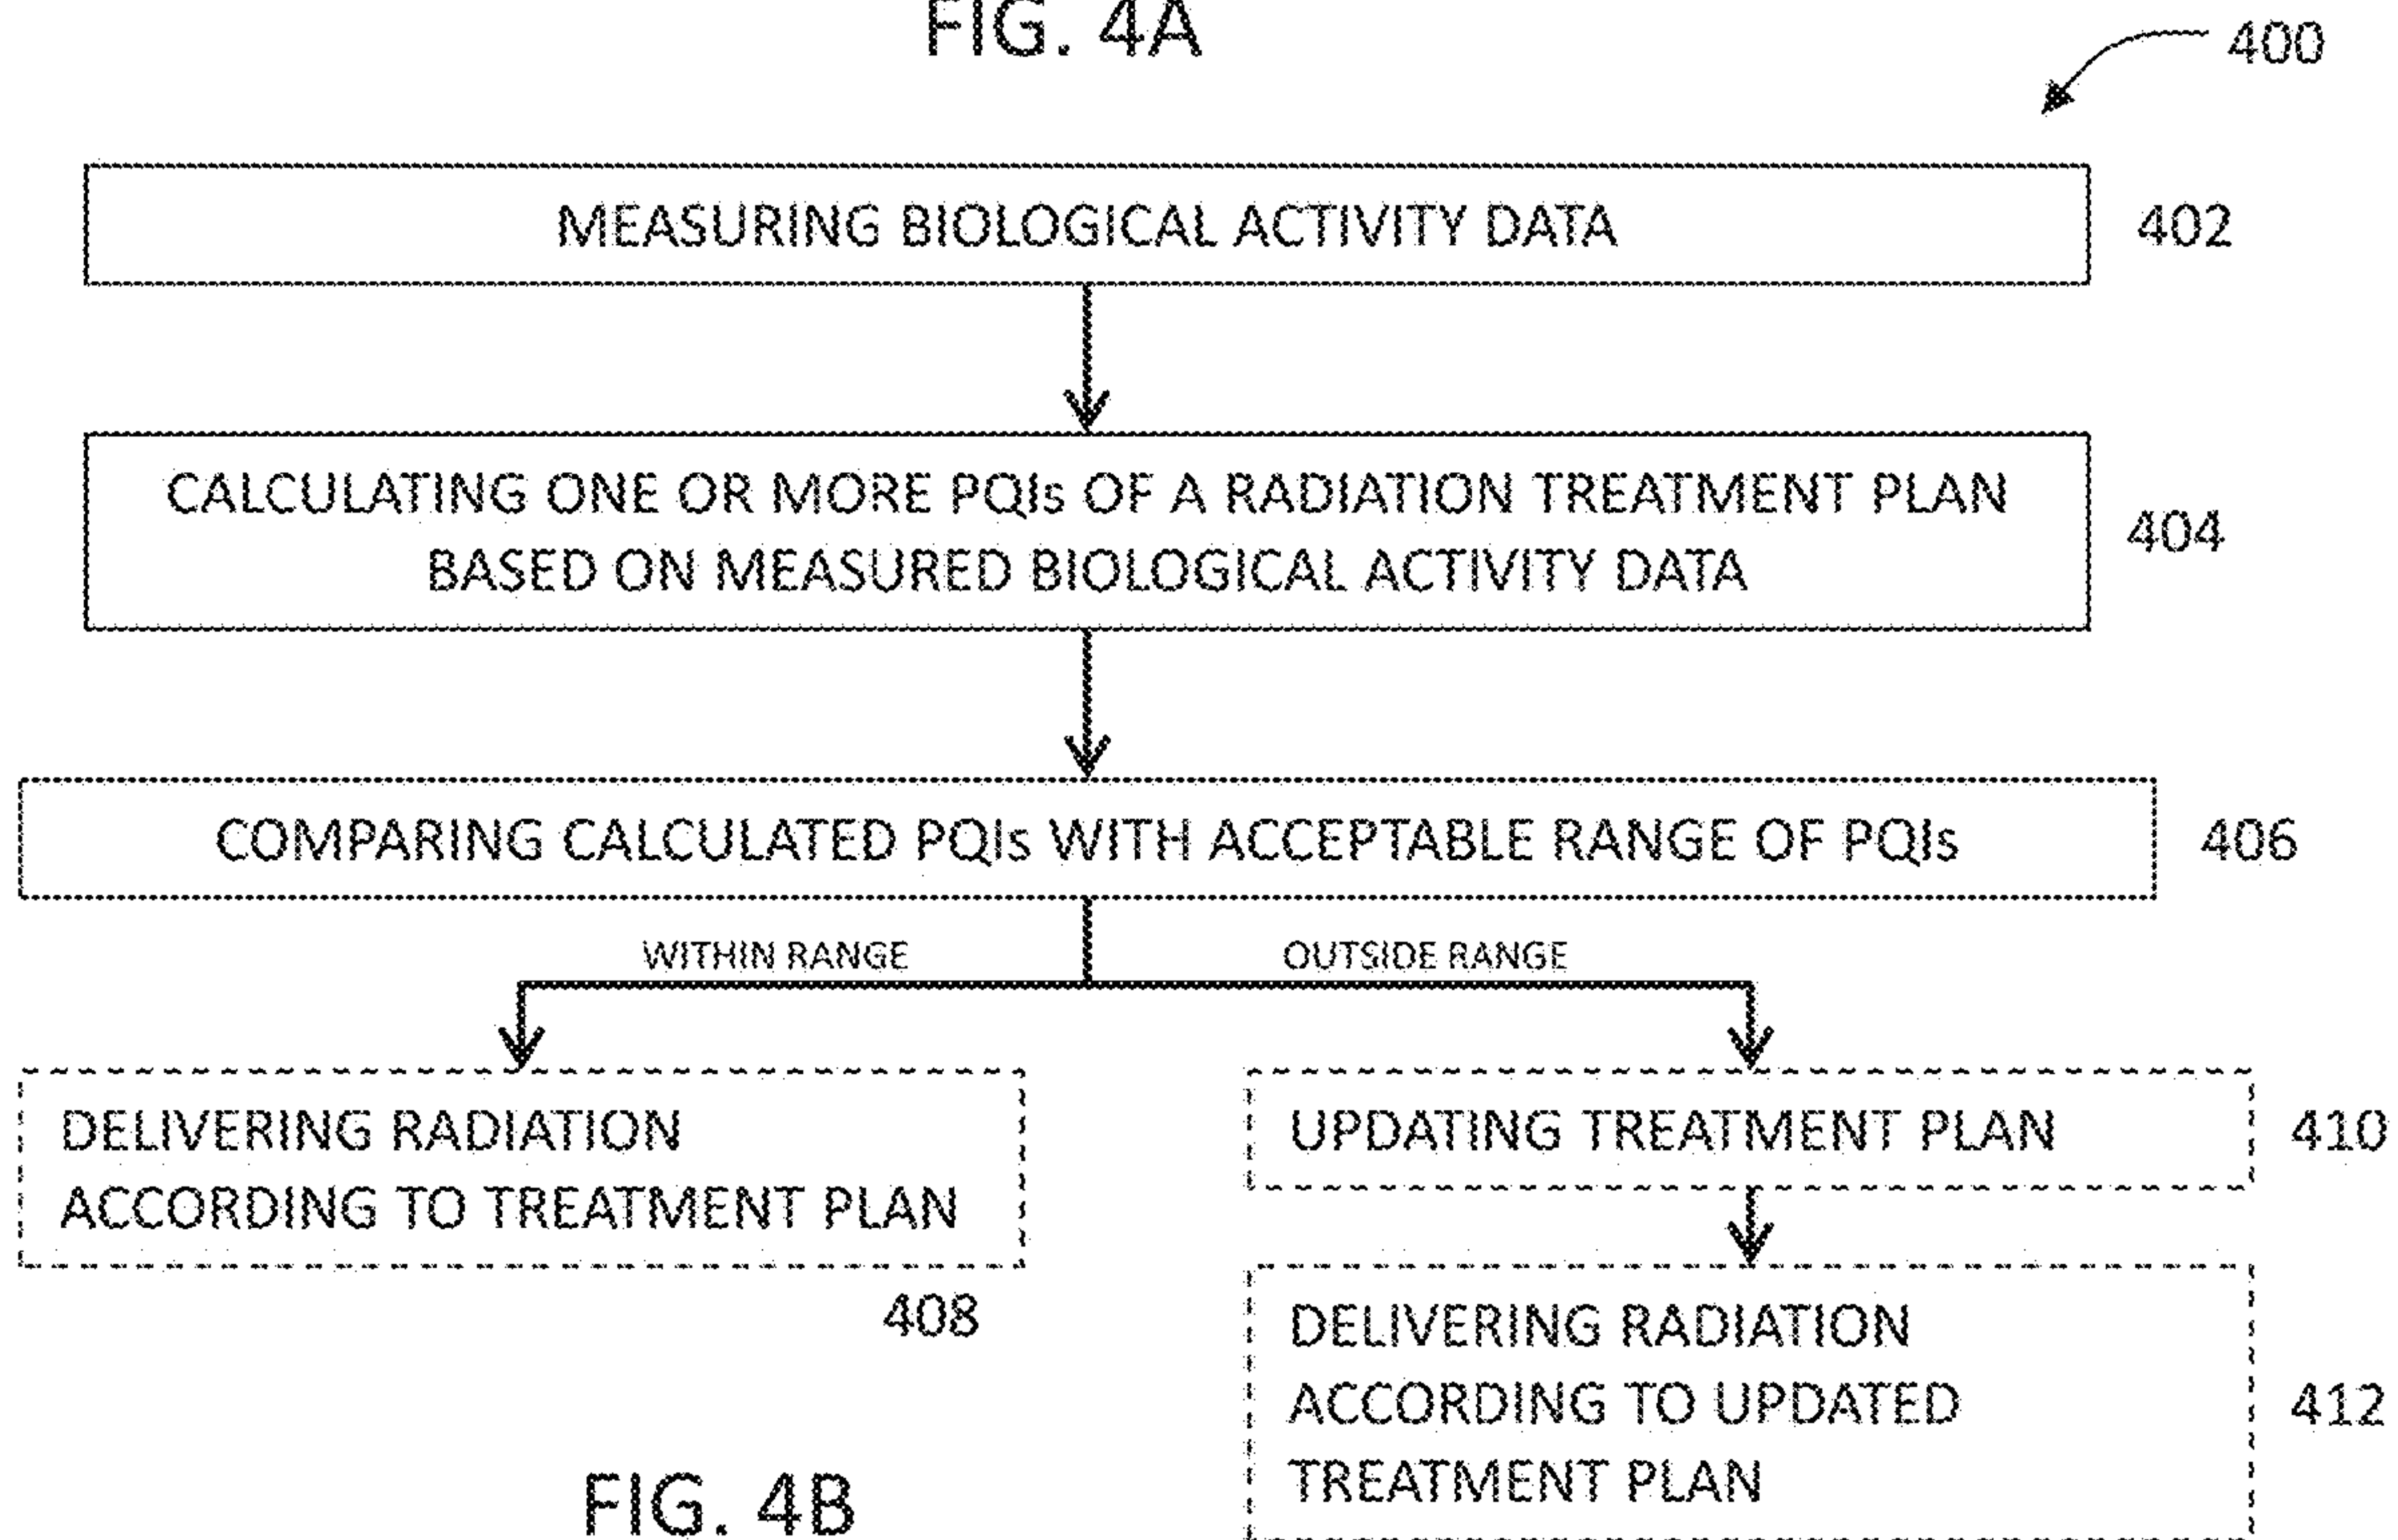 FIG. 4A
400
MEASURING BIOLOGICAL ACTIVITY DATA
402
CALCULATING ONE OR MORE PQIs OF A RADIATION TREATMENT PLAN
BASED ON MEASURED BIOLOGICAL ACTIVITY DATA
404
COMPARING CALCULATED PQIs WITH ACCEPTABLE RANGE OF PQIs
406
WITHIN RANGE
OUTSIDE RANGE
DELIVERING RADIATION
ACCORDING TO TREATMENT PLAN
408
UPDATING TREATMENT PLAN
410
DELIVERING RADIATION
ACCORDING TO UPDATED
TREATMENT PLAN
412
FIG. 4B